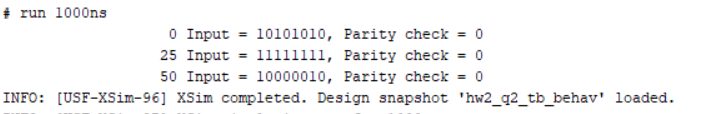 # run 1000ns
0 Input = 10101010, Parity check = 0
25 Input = 11111111, Parity check = 0
50 Input = 10000010, Parity check = 0
INFO: [USF-XSim-96] XSim completed. Design snapshot 'hw2_q2_tb_behav' loaded.